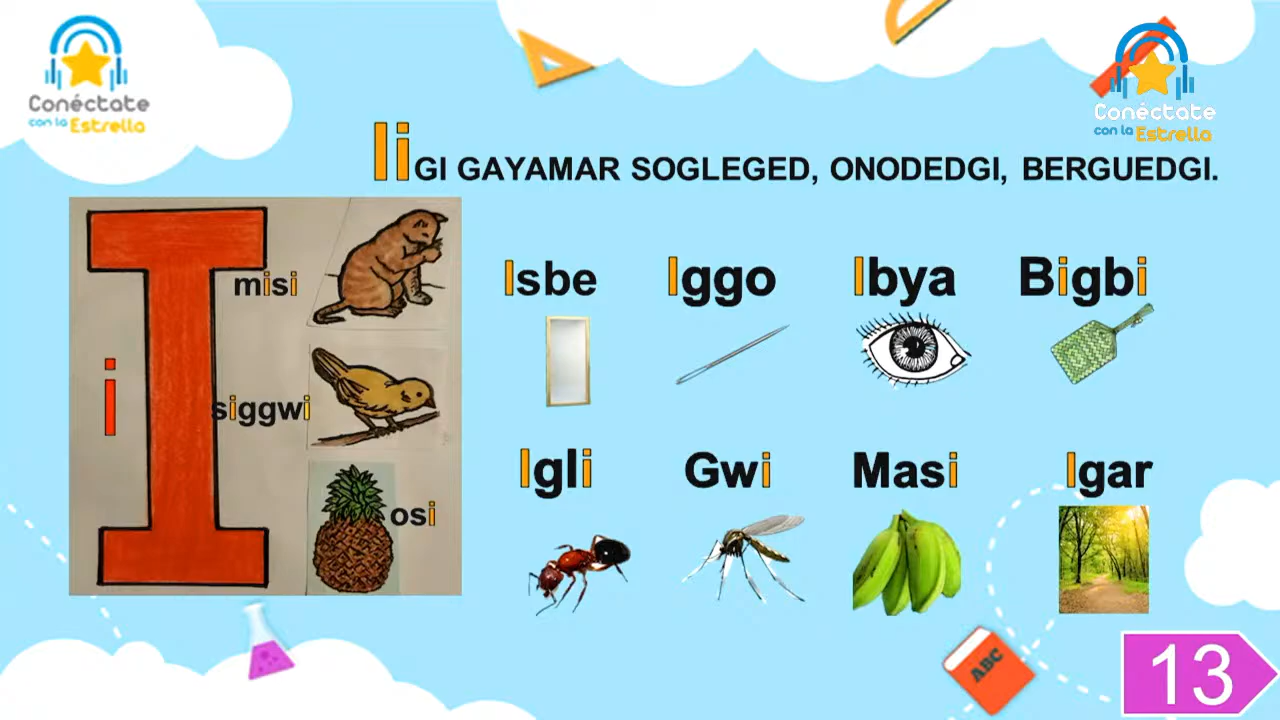 Conéctate
con la Estrella
Conéctate
con la Estrella
Ii GI GAYAMAR SOGLEGED, ONODEDGI, BERGUEDGI.
I
i
misi
siggwi
osi
Isbe Iggo Ibya Bigbi
Igli Gwi Masi Igar
ABC
13